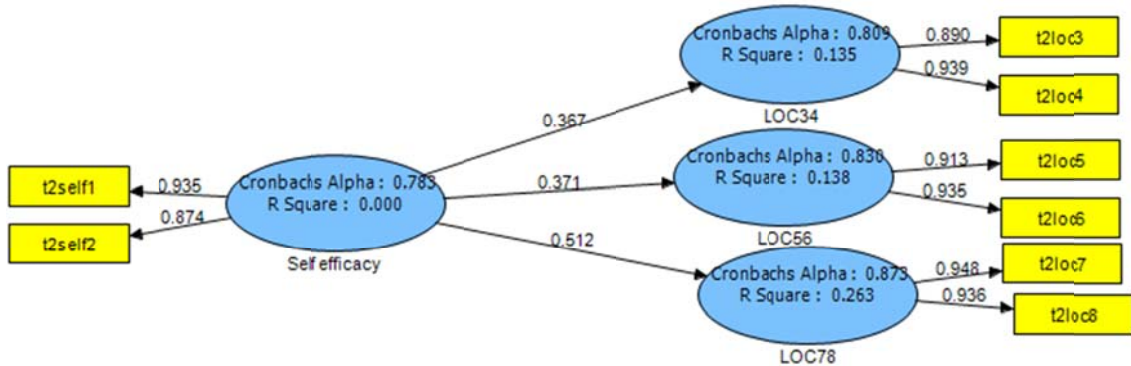 t2self1
t2self2
0.935
0.874
Cronbachs Alpha : 0.783
R Square : 0.000
Self efficacy
0.367
0.371
0.512
Cronbachs Alpha : 0.809
R Square : 0.135
LOC34
0.890
0.939
t2loc3
t2loc4
Cronbachs Alpha : 0.830
R Square : 0.138
LOC56
0.913
0.935
t2loc5
t2loc6
Cronbachs Alpha : 0.873
R Square : 0.263
LOC78
0.948
0.936
t2loc7
t2loc8